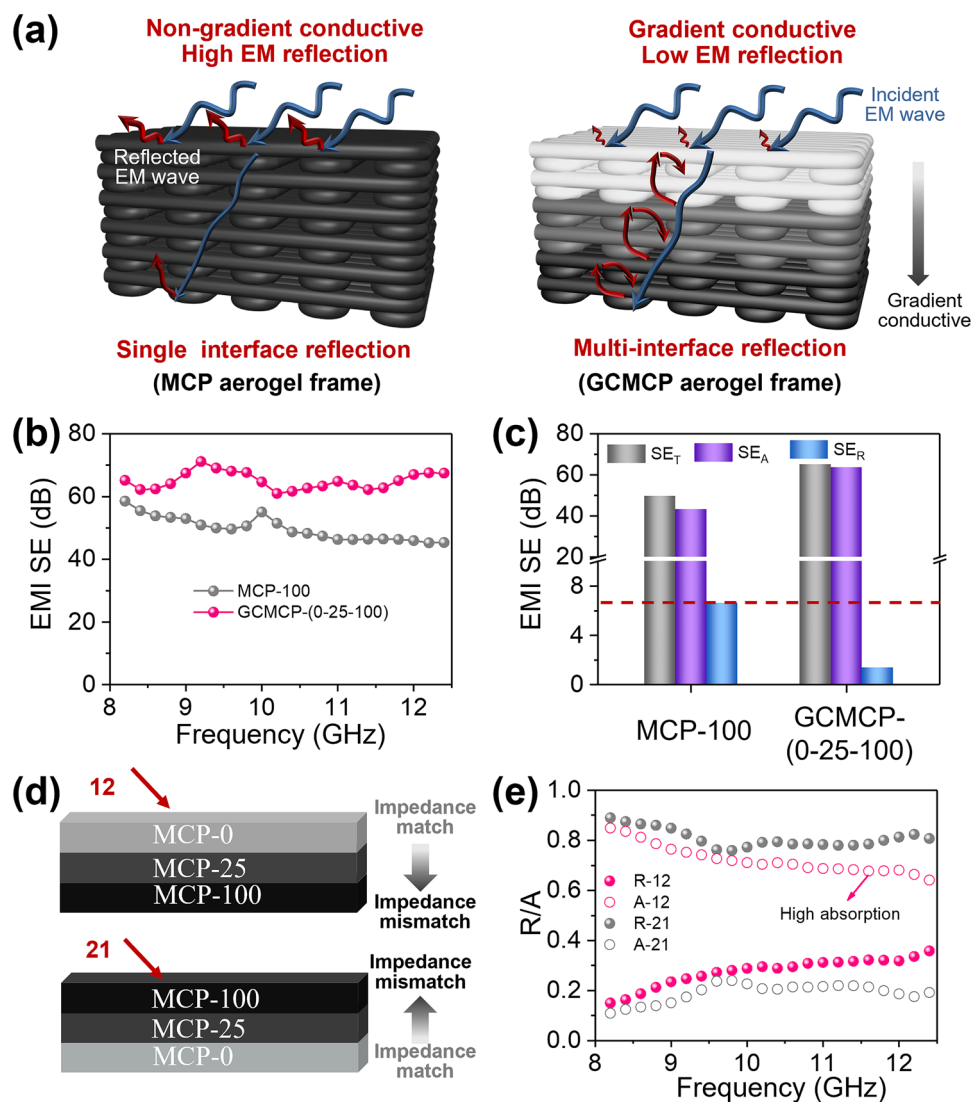 (a)
Non-gradient conductive
High EM reflection
Gradient conductive
Low EM reflection
Incident
EM wave
Reflected
EM wave
Gradient
conductive
Single interface reflection
(MCP aerogel frame)
Multi-interface reflection
(GCMCP aerogel frame)
(b)
EMI SE (dB)
80
60
40
20
0
8
9
10
11
12
Frequency (GHz)
MCP-100
GCMCP-(0-25-100)
(c)
EMI SE (dB)
80
60
40
20
8
4
0
SE_T
SE_A
SE_R
MCP-100
GCMCP-
(0-25-100)
(d)
12
MCP-0
MCP-25
MCP-100
Impedance
match
Impedance
mismatch
21
MCP-100
MCP-25
MCP-0
Impedance
mismatch
Impedance
match
(e)
R/A
1.0
0.8
0.6
0.4
0.2
0.0
8
9
10
11
12
Frequency (GHz)
R-12
A-12
R-21
A-21
High absorption